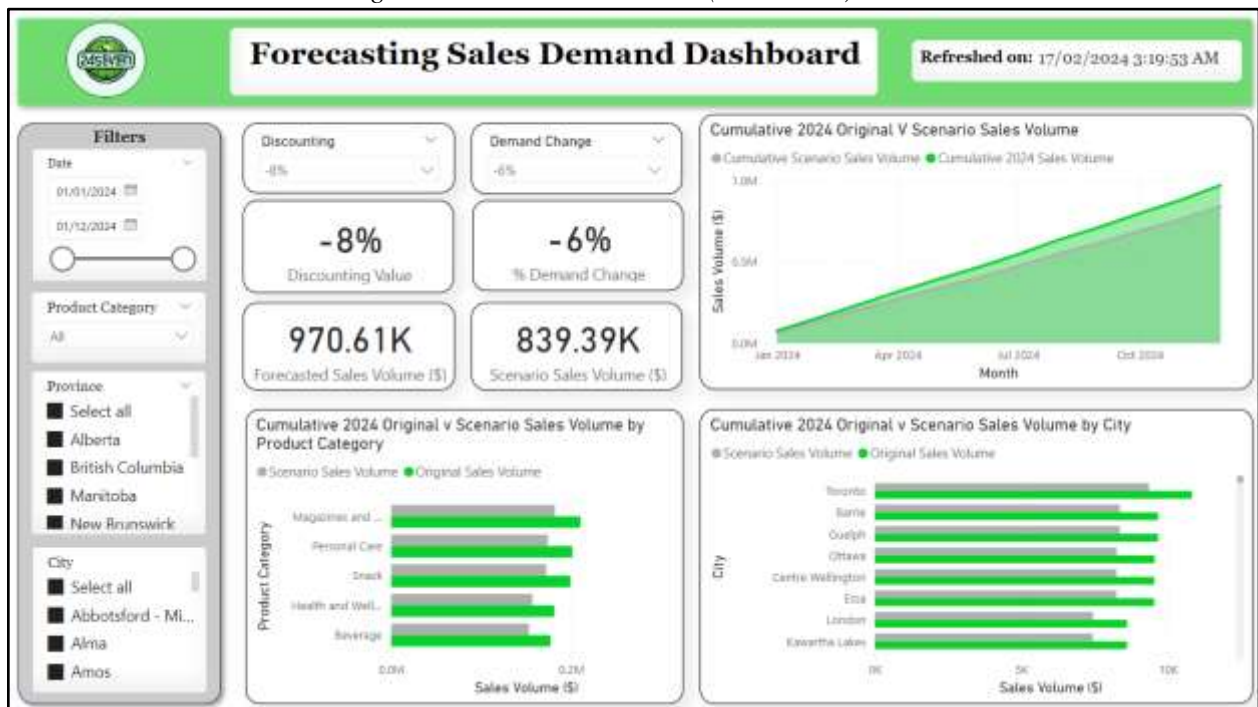 24SEVEN
Forecasting Sales Demand Dashboard
Refreshed on: 17/02/2024 3:19:53 AM
Filters
Date
01/01/2024
01/12/2024
Product Category
All
Province
Select all
Alberta
British Columbia
Manitoba
New Brunswick
City
Select all
Abbotsford - Mi...
Alma
Amos
Discounting
-8%
Demand Change
-6%
-8%
Discounting Value
-6%
% Demand Change
970.61K
Forecasted Sales Volume ($)
839.39K
Scenario Sales Volume ($)
Cumulative 2024 Original V Scenario Sales Volume
Cumulative Scenario Sales Volume Cumulative 2024 Sales Volume
Sales Volume ($)
1.0M
0.5M
0.0M
Jan 2024 Apr 2024 Jul 2024 Oct 2024
Month
Cumulative 2024 Original v Scenario Sales Volume by
Product Category
Scenario Sales Volume Original Sales Volume
Product Category
Magazines and ...
Personal Care
Snack
Health and Well...
Beverage
0.0M 0.2M
Sales Volume ($)
Cumulative 2024 Original v Scenario Sales Volume by City
Scenario Sales Volume Original Sales Volume
City
Toronto
Barrie
Guelph
Ottawa
Centre Wellington
Essa
London
Kawartha Lakes
0K 5K 10K
Sales Volume ($)